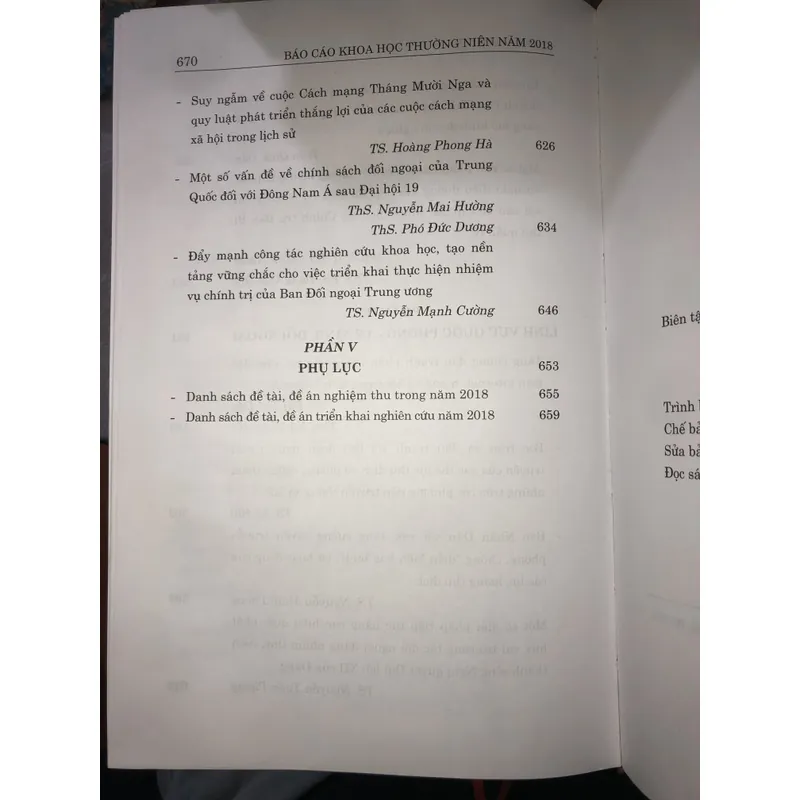 670
BÁO CÁO KHOA HỌC THƯỜNG NIÊN NĂM 2018
- Suy ngẫm về cuộc Cách mạng Tháng Mười Nga và
quy luật phát triển thắng lợi của các cuộc cách mạng
xã hội trong lịch sử
TS. Hoàng Phong Hà 626
- Một số vấn đề về chính sách đối ngoại của Trung
Quốc đối với Đông Nam Á sau Đại hội 19
ThS. Nguyễn Mai Hường
ThS. Phó Đức Dương 634
- Đẩy mạnh công tác nghiên cứu khoa học, tạo nền
tảng vững chắc cho việc triển khai thực hiện nhiệm
vụ chính trị của Ban Đối ngoại Trung ương
TS. Nguyễn Mạnh Cường 646
PHẦN V
PHỤ LỤC 653
- Danh sách đề tài, đề án nghiệm thu trong năm 2018 655
- Danh sách đề tài, đề án triển khai nghiên cứu năm 2018 659
Biên tậ
Trình b
Chế bả
Sửa bả
Đọc sá